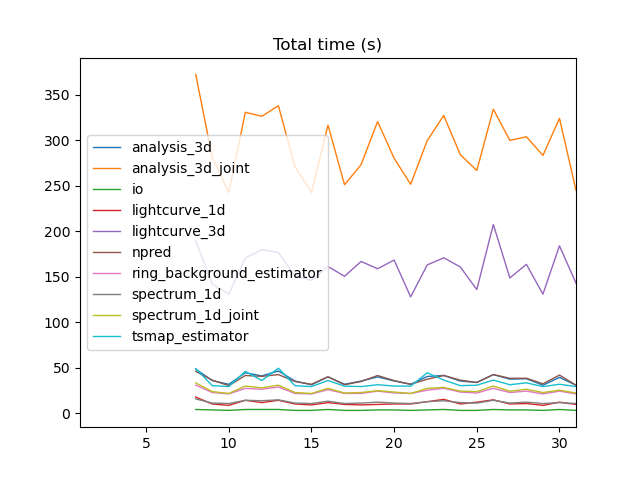 Total time (s)
350
300
250
200
150
100
50
0
analysis_3d
analysis_3d_joint
io
lightcurve_1d
lightcurve_3d
npred
ring_background_estimator
spectrum_1d
spectrum_1d_joint
tsmap_estimator
5 10 15 20 25 30